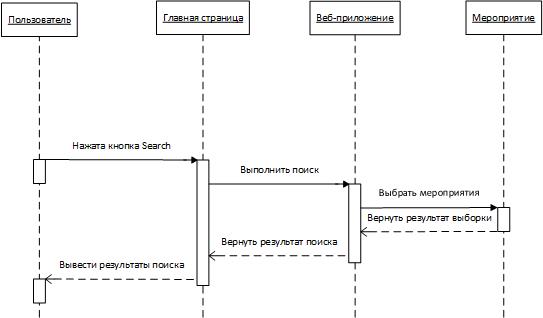 Пользователь
Главная страница
Веб-приложение
Мероприятие
Нажата кнопка Search
Выполнить поиск
Выбрать мероприятия
Вернуть результат выборки
Вернуть результат поиска
Вывести результаты поиска